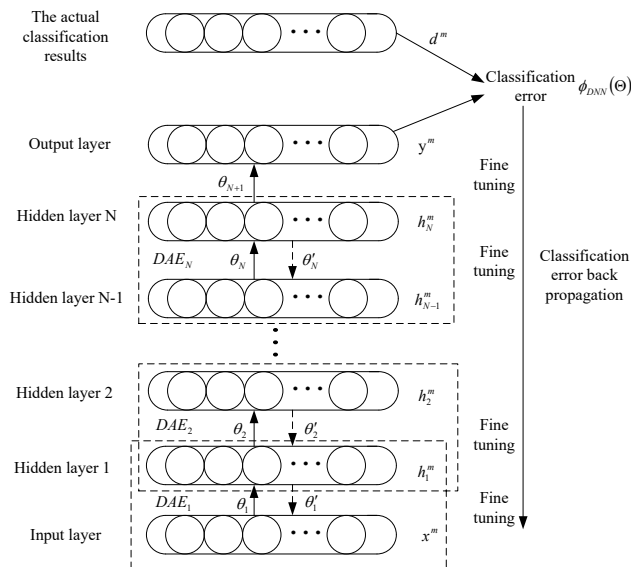 The actual
classification
results
d^m
Classification
error
ϕ_DNN(Θ)
Output layer
y^m
Fine
tuning
θ_{N+1}
Hidden layer N
h_N^m
DAE_N
θ_N
θ'_N
Fine
tuning
Classification
error back
propagation
Hidden layer N-1
h_{N-1}^m
Hidden layer 2
h_2^m
DAE_2
θ_2
θ'_2
Fine
tuning
Hidden layer 1
h_1^m
DAE_1
θ_1
θ'_1
Fine
tuning
Input layer
x^m